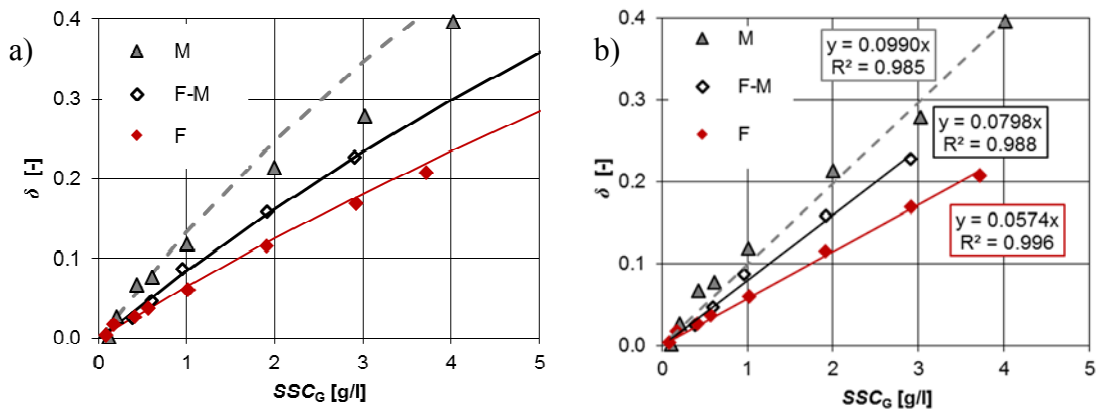 a)
0.4
0.3
0.2
0.1
0.0
δ [-]
M
F-M
F
0
1
2
3
4
5
SSC_G [g/l]
b)
0.4
0.3
0.2
0.1
0.0
δ [-]
M
F-M
F
y = 0.0990x
R² = 0.985
y = 0.0798x
R² = 0.988
y = 0.0574x
R² = 0.996
0
1
2
3
4
5
SSC_G [g/l]